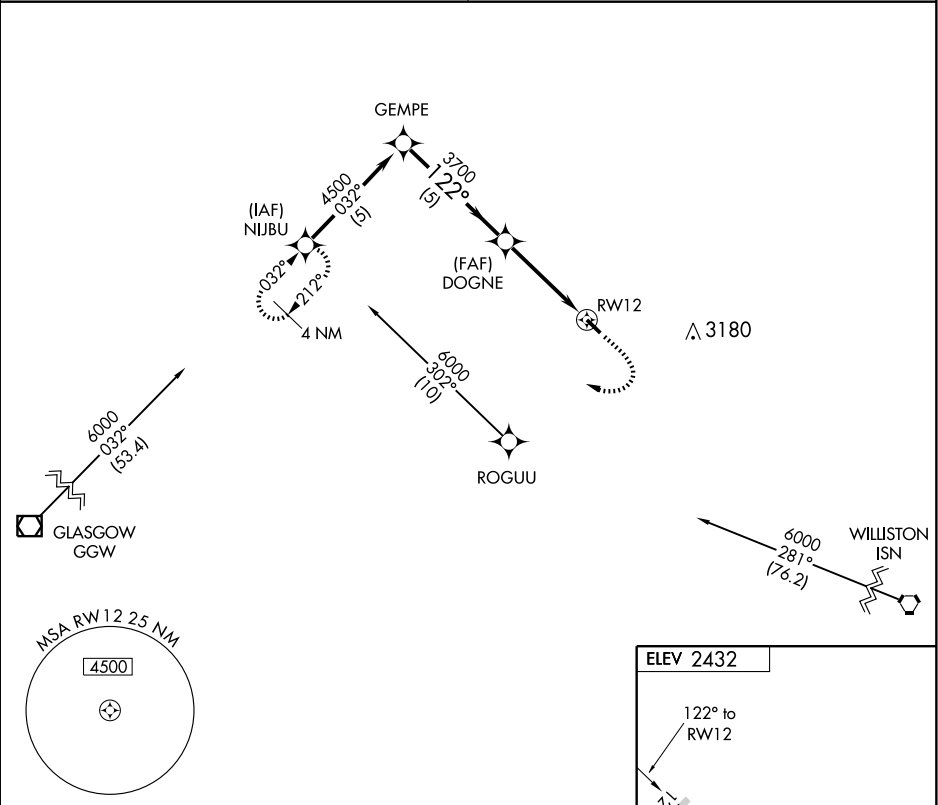 GEMPE
3700
122°
(5)
4500
032°
(5)
(IAF)
NIJBU
032°
212°
4 NM
(FAF)
DOGNE
RW12
3180
6000
302°
(10)
ROGUU
6000
032°
(53.4)
GLASGOW
GGW
6000
281°
(76.2)
WILLISTON
ISN
MSA RW12 25 NM
4500
ELEV 2432
122° to
RW12
12